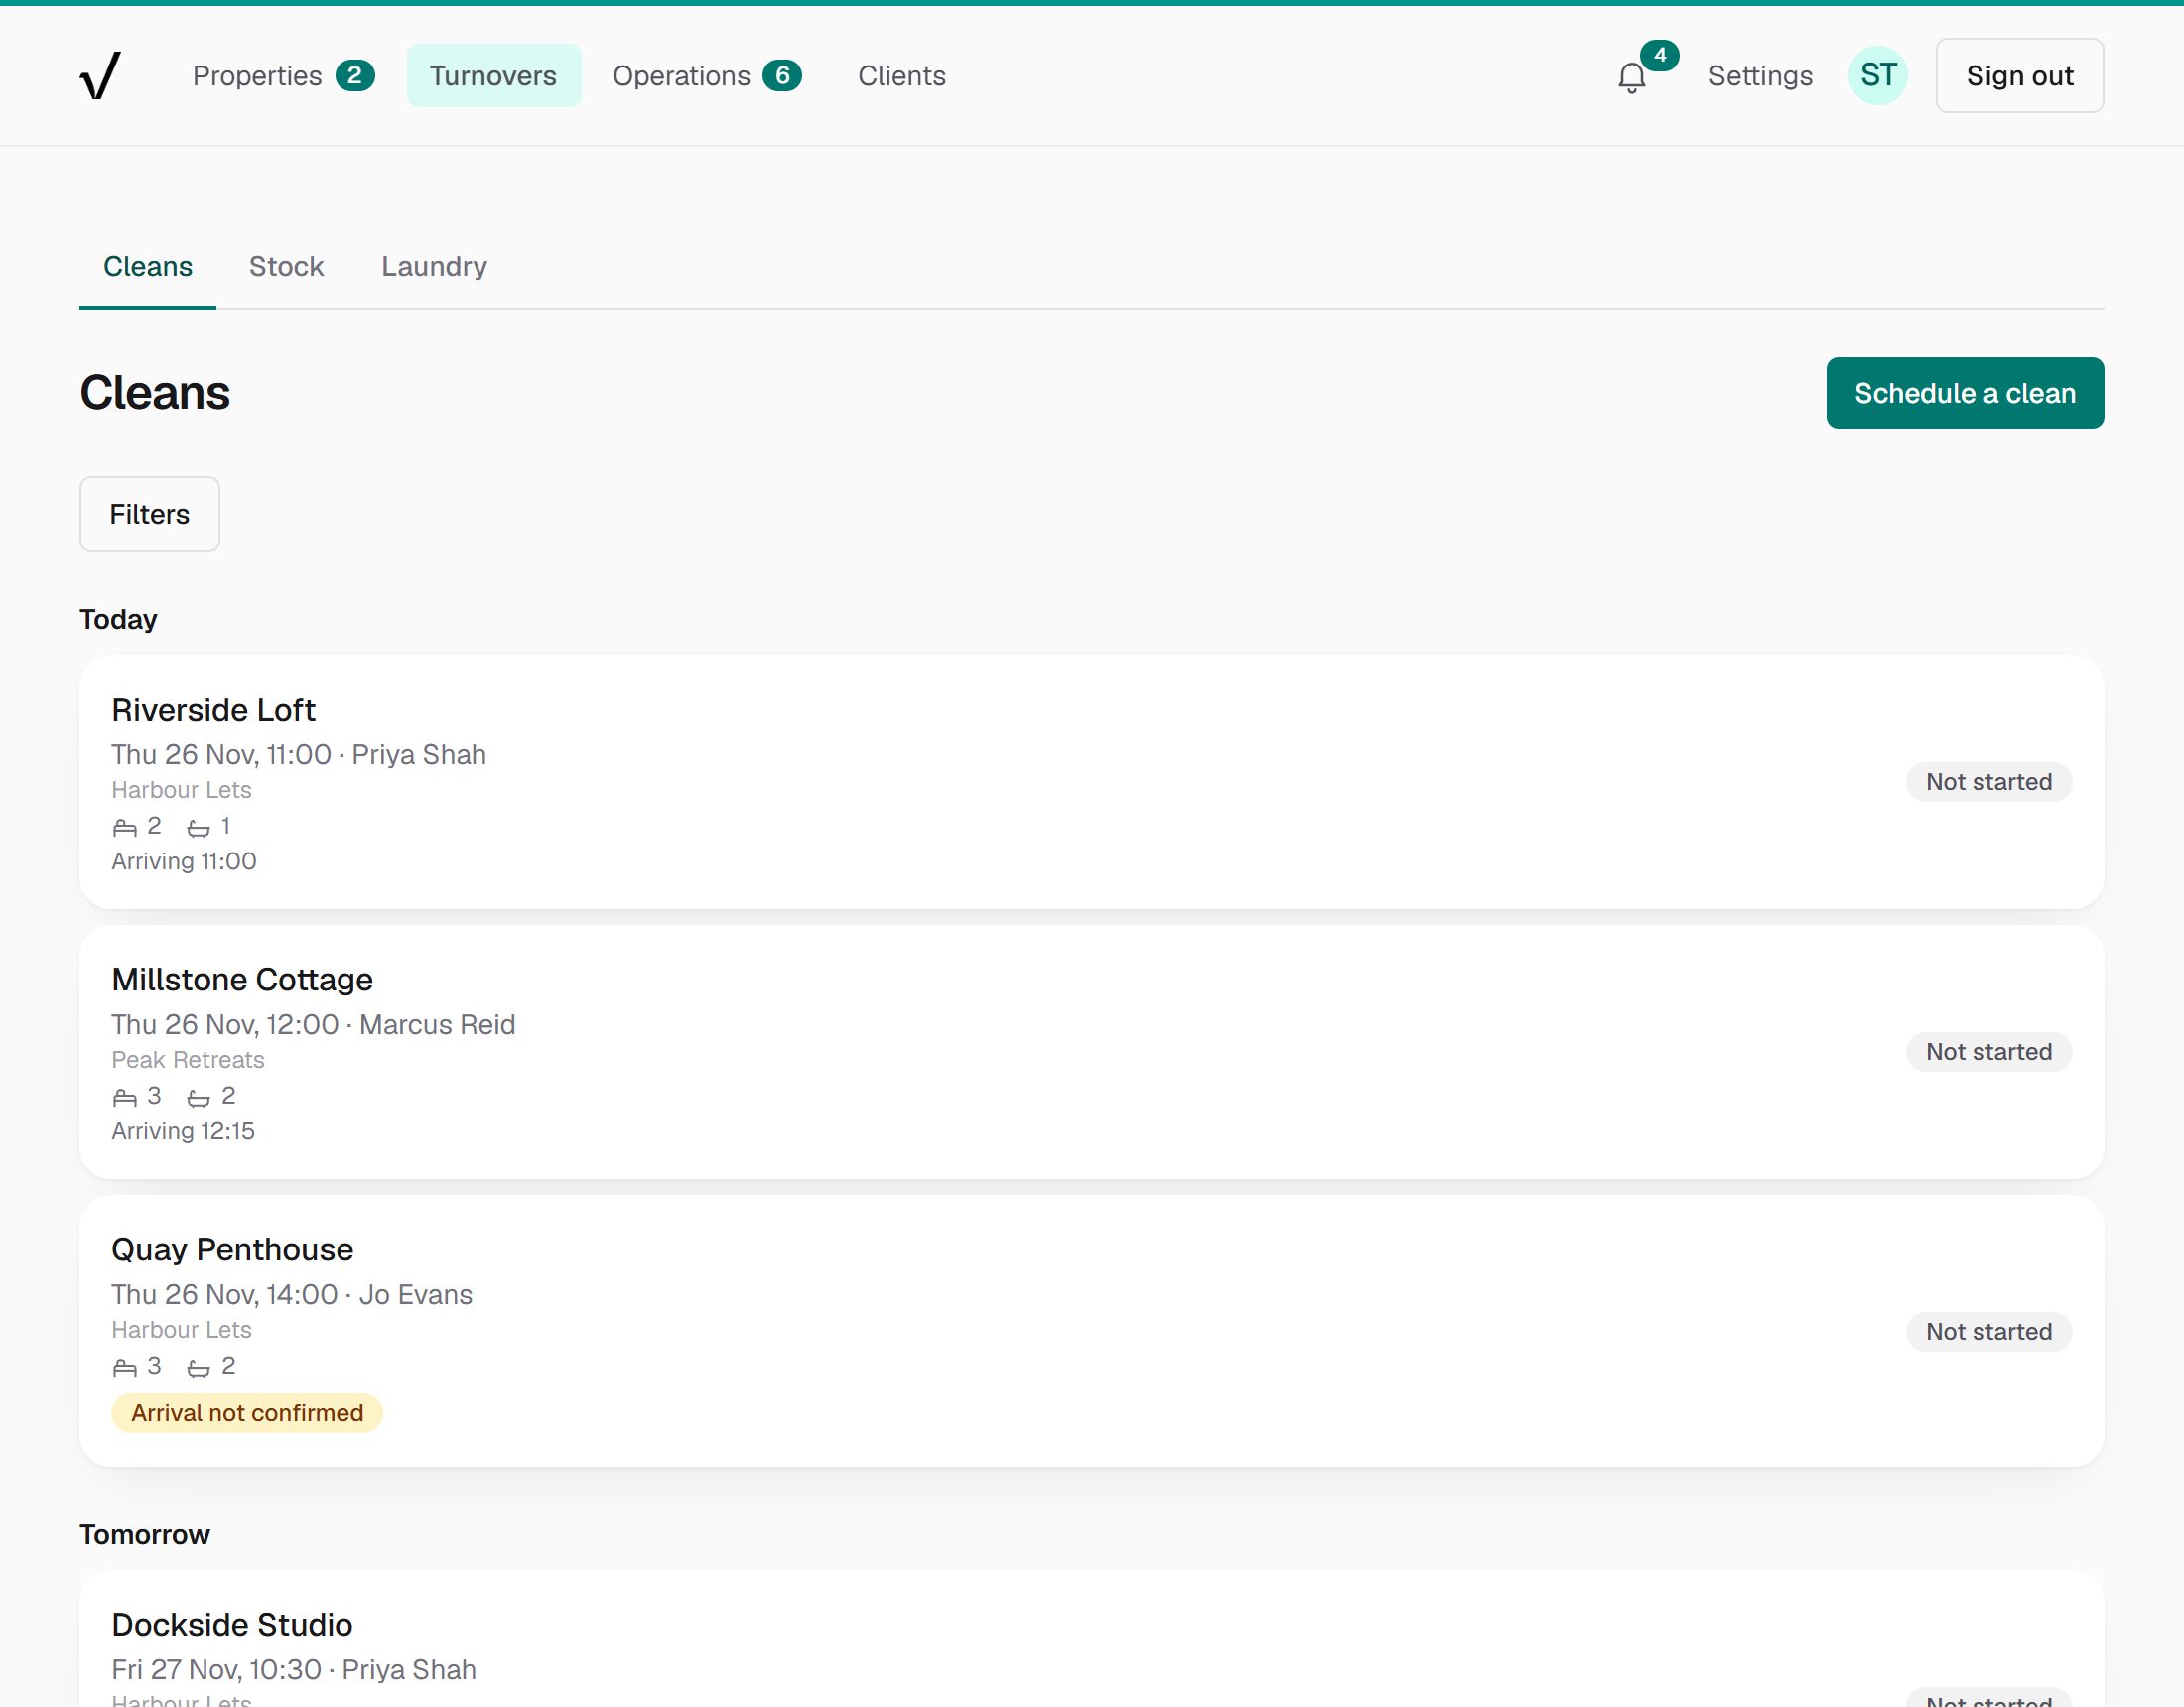 Properties 2 Turnovers Operations 6 Clients 4 Settings ST Sign out
Cleans Stock Laundry
Cleans
Schedule a clean
Filters
Today
Riverside Loft
Thu 26 Nov, 11:00 · Priya Shah
Harbour Lets
2 1
Arriving 11:00
Not started
Millstone Cottage
Thu 26 Nov, 12:00 · Marcus Reid
Peak Retreats
3 2
Arriving 12:15
Not started
Quay Penthouse
Thu 26 Nov, 14:00 · Jo Evans
Harbour Lets
3 2
Arrival not confirmed
Not started
Tomorrow
Dockside Studio
Fri 27 Nov, 10:30 · Priya Shah
Harbour Lets
Not started